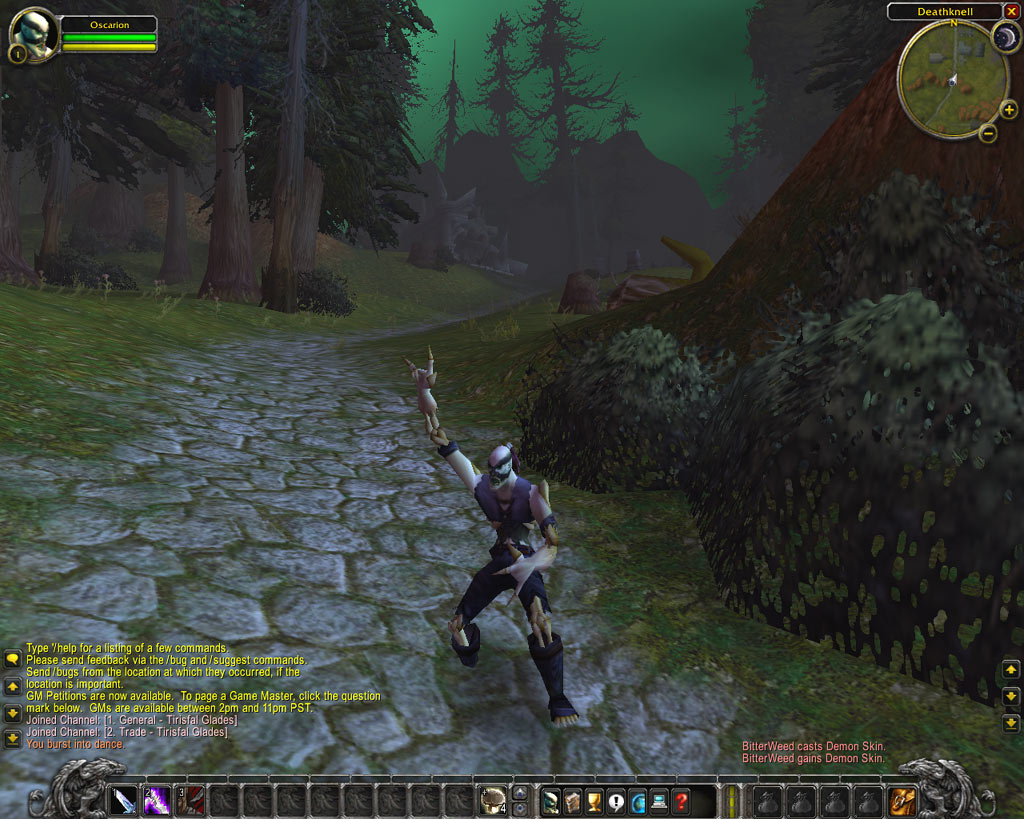 Oscarion
Deathknell
N
Type '/help for a listing of a few commands.
Please send feedback via the /bug and /suggest commands.
Send /bugs from the location at which they occurred, if the
location is important.
GM Petitions are now available.  To page a Game Master, click the question
mark below.  GMs are available between 2pm and 11pm PST.
Joined Channel: [1. General - Tirisfal Glades]
Joined Channel: [2. Trade - Tirisfal Glades]
You burst into dance.
BitterWeed casts Demon Skin.
BitterWeed gains Demon Skin.
2
3
4